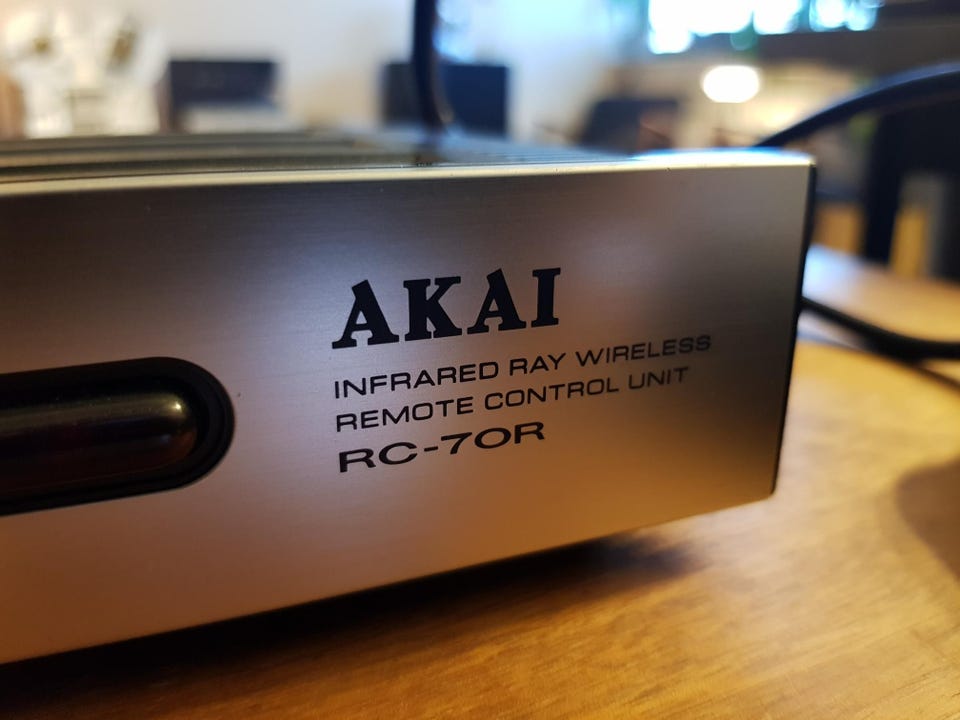 AKAI
INFRARED RAY WIRELESS
REMOTE CONTROL UNIT
RC-70R